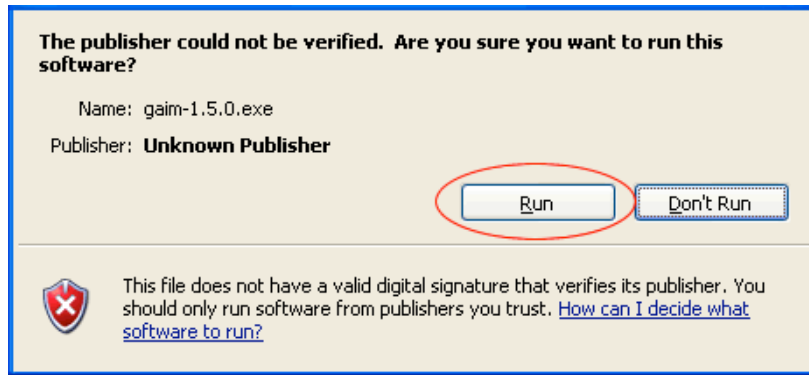 The publisher could not be verified. Are you sure you want to run this
software?
Name: gaim-1.5.0.exe
Publisher: Unknown Publisher
Run Don't Run
This file does not have a valid digital signature that verifies its publisher. You
should only run software from publishers you trust. How can I decide what
software to run?